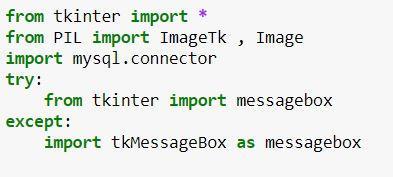 from tkinter import *
from PIL import ImageTk , Image
import mysql.connector
try:
    from tkinter import messagebox
except:
    import tkMessageBox as messagebox